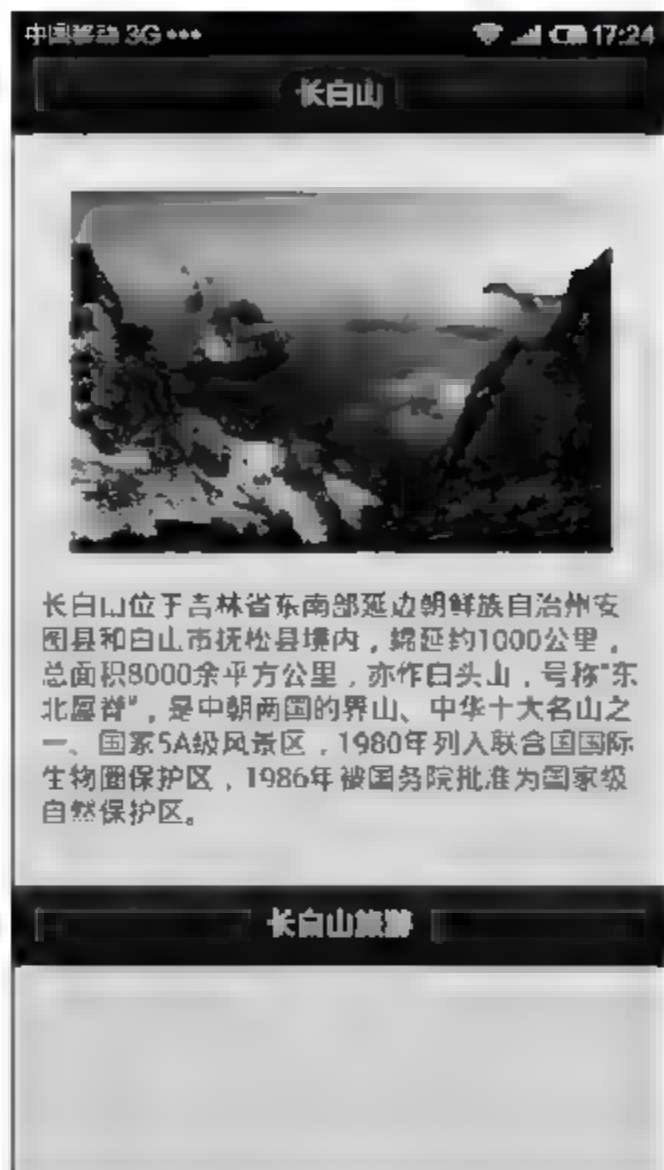 中国移动 3G ••• 17:24
长白山
长白山位于吉林省东南部延边朝鲜族自治州安
图县和白山市抚松县境内，绵延约1000公里，
总面积8000余平方公里，亦作白头山，号称"东
北屋脊"，是中朝两国的界山、中华十大名山之
一、国家5A级风景区，1980年列入联合国国际
生物圈保护区，1986年被国务院批准为国家级
自然保护区。
长白山旅游